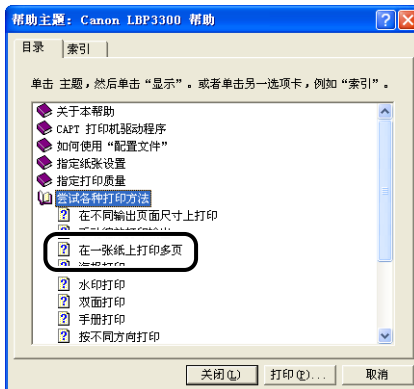 帮助主题: Canon LBP3300 帮助
目录 索引
单击 主题,然后单击“显示”。或者单击另一选项卡,例如“索引”。
关于本帮助
CAPT 打印机驱动程序
如何使用“配置文件”
指定纸张设置
指定打印质量
尝试各种打印方法
在不同输出页面尺寸上打印
在一张纸上打印多页
海报打印
水印打印
双面打印
手册打印
按不同方向打印
关闭(L) 打印(P)... 取消